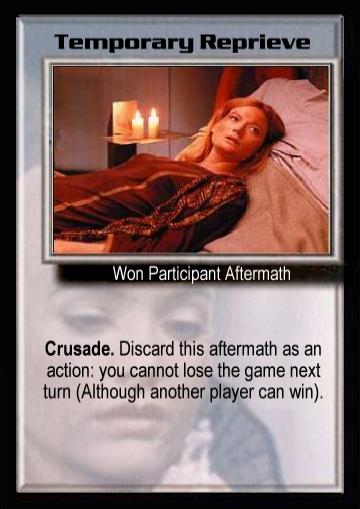 Temporary Reprieve
Won Participant Aftermath
Crusade. Discard this aftermath as an
action: you cannot lose the game next
turn (Although another player can win).